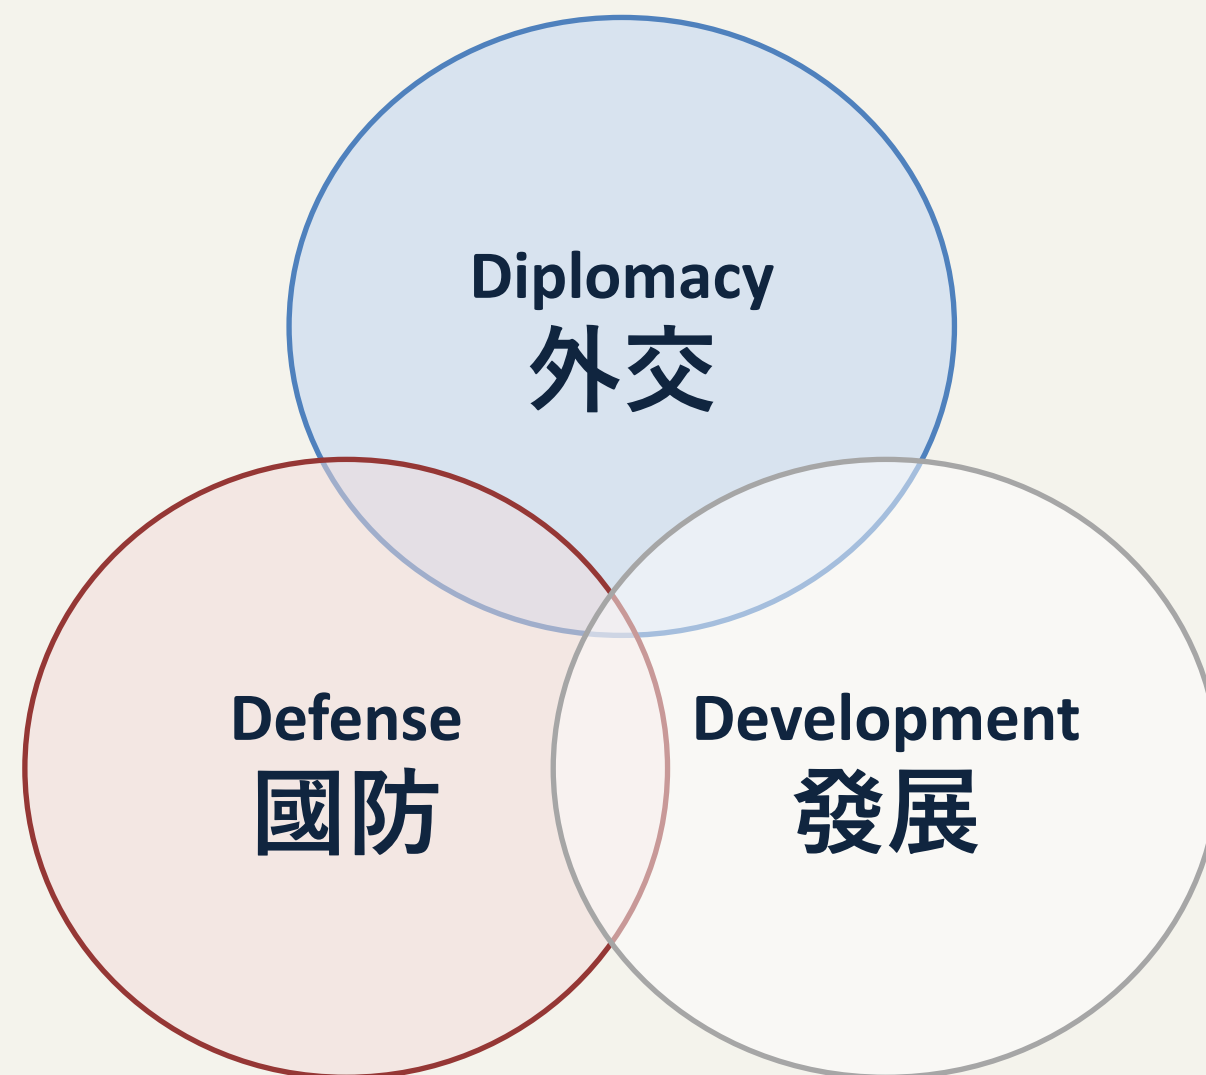 Diplomacy
外交
Defense
國防
Development
發展